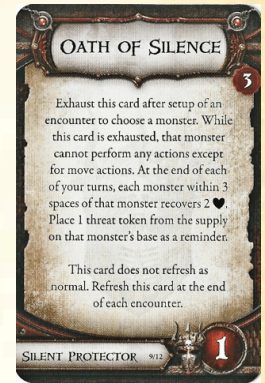 OATH OF SILENCE
3
Exhaust this card after setup of an
encounter to choose a monster. While
this card is exhausted, that monster
cannot perform any actions except
for move actions. At the end of each
of your turns, each monster within 3
spaces of that monster recovers 2 ♥.
Place 1 threat token from the supply
on that monster's base as a reminder.
This card does not refresh as
normal. Refresh this card at the end
of each encounter.
SILENT PROTECTOR 9/12
1